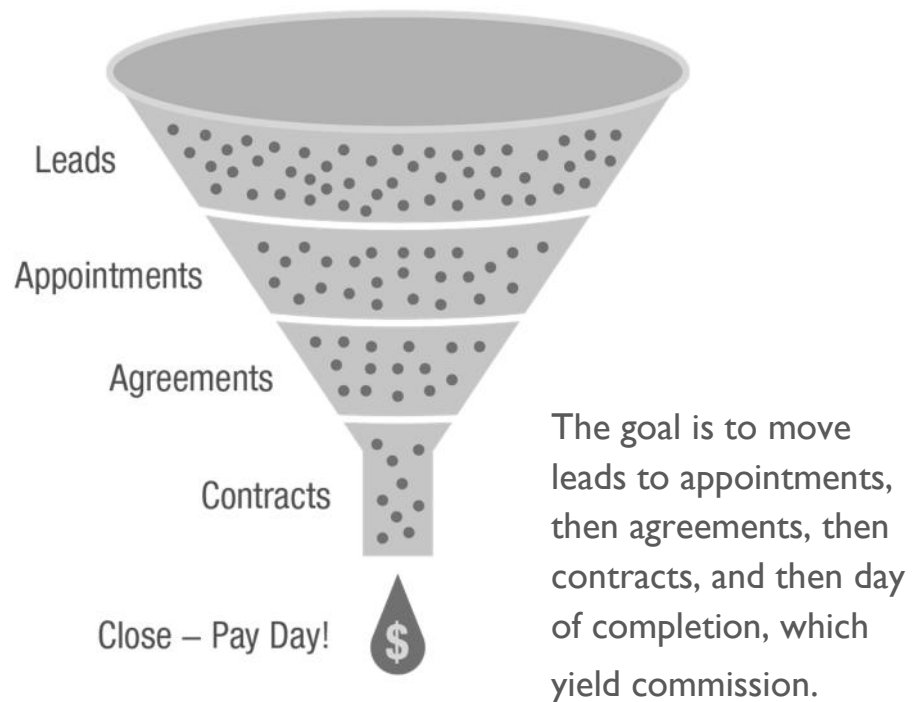 Leads
Appointments
Agreements
Contracts
Close – Pay Day!
$
The goal is to move
leads to appointments,
then agreements, then
contracts, and then day
of completion, which
yield commission.